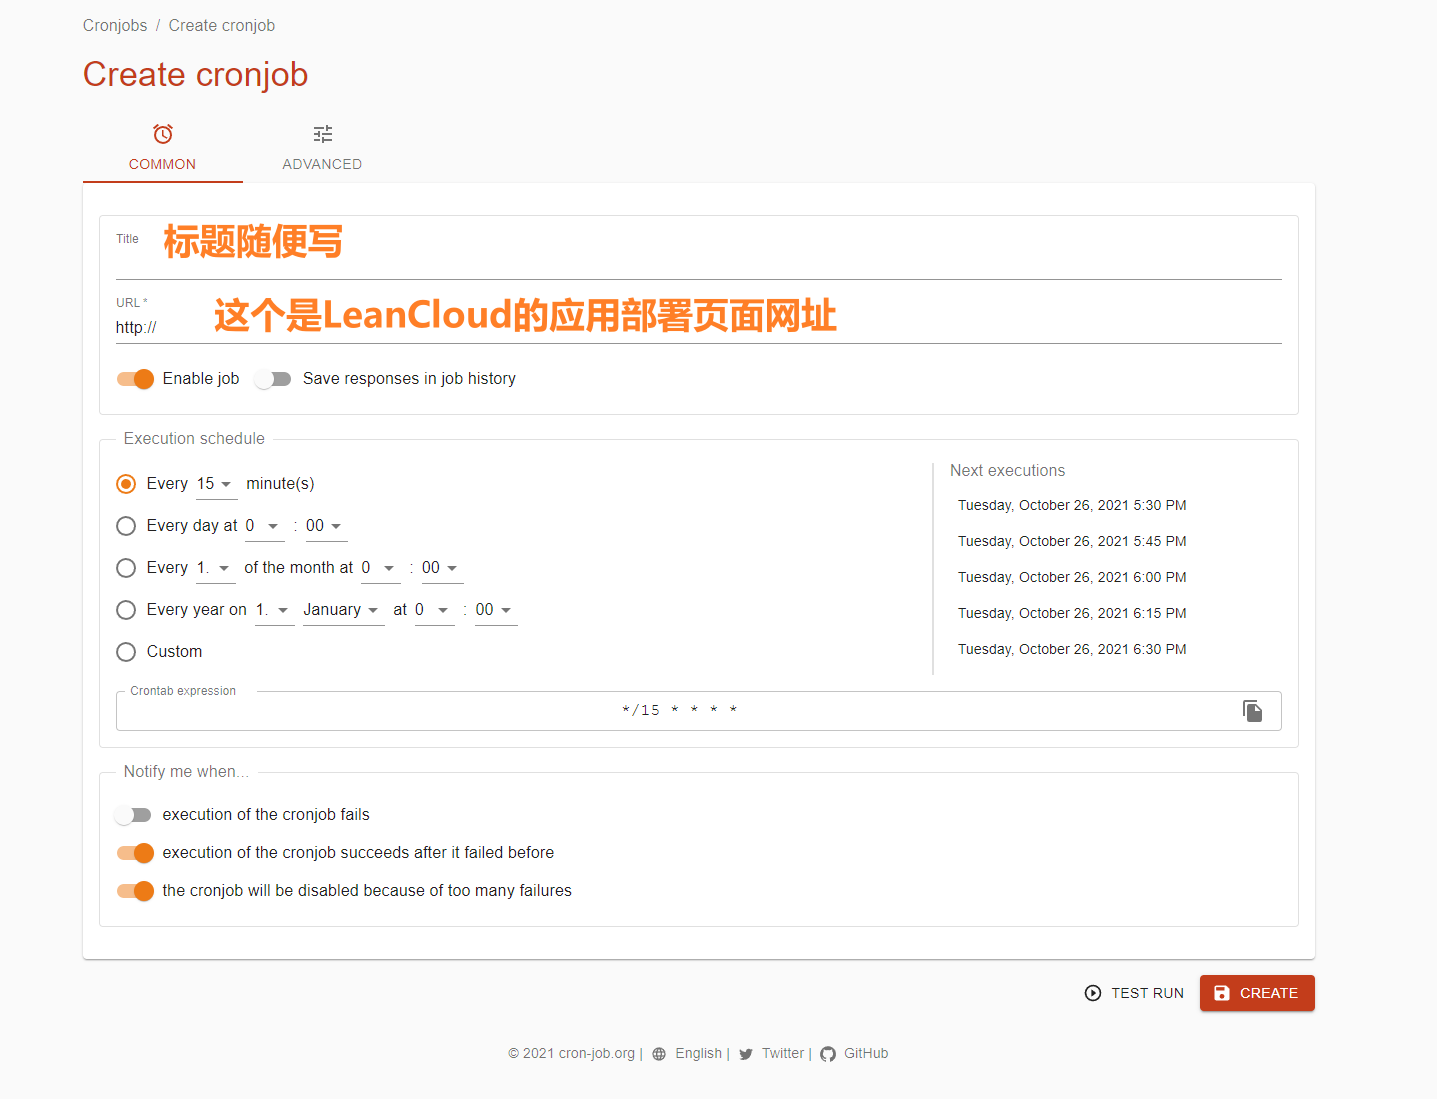 Cronjobs / Create cronjob
Create cronjob
COMMON
ADVANCED
Title 标题随便写
URL *
http:// 这个是LeanCloud的应用部署页面网址
Enable job Save responses in job history
Execution schedule
Every 15 minute(s)
Every day at 0 : 00
Every 1. of the month at 0 : 00
Every year on 1. January at 0 : 00
Custom
Next executions
Tuesday, October 26, 2021 5:30 PM
Tuesday, October 26, 2021 5:45 PM
Tuesday, October 26, 2021 6:00 PM
Tuesday, October 26, 2021 6:15 PM
Tuesday, October 26, 2021 6:30 PM
Crontab expression
*/15 * * * *
Notify me when...
execution of the cronjob fails
execution of the cronjob succeeds after it failed before
the cronjob will be disabled because of too many failures
TEST RUN CREATE
© 2021 cron-job.org | English | Twitter | GitHub